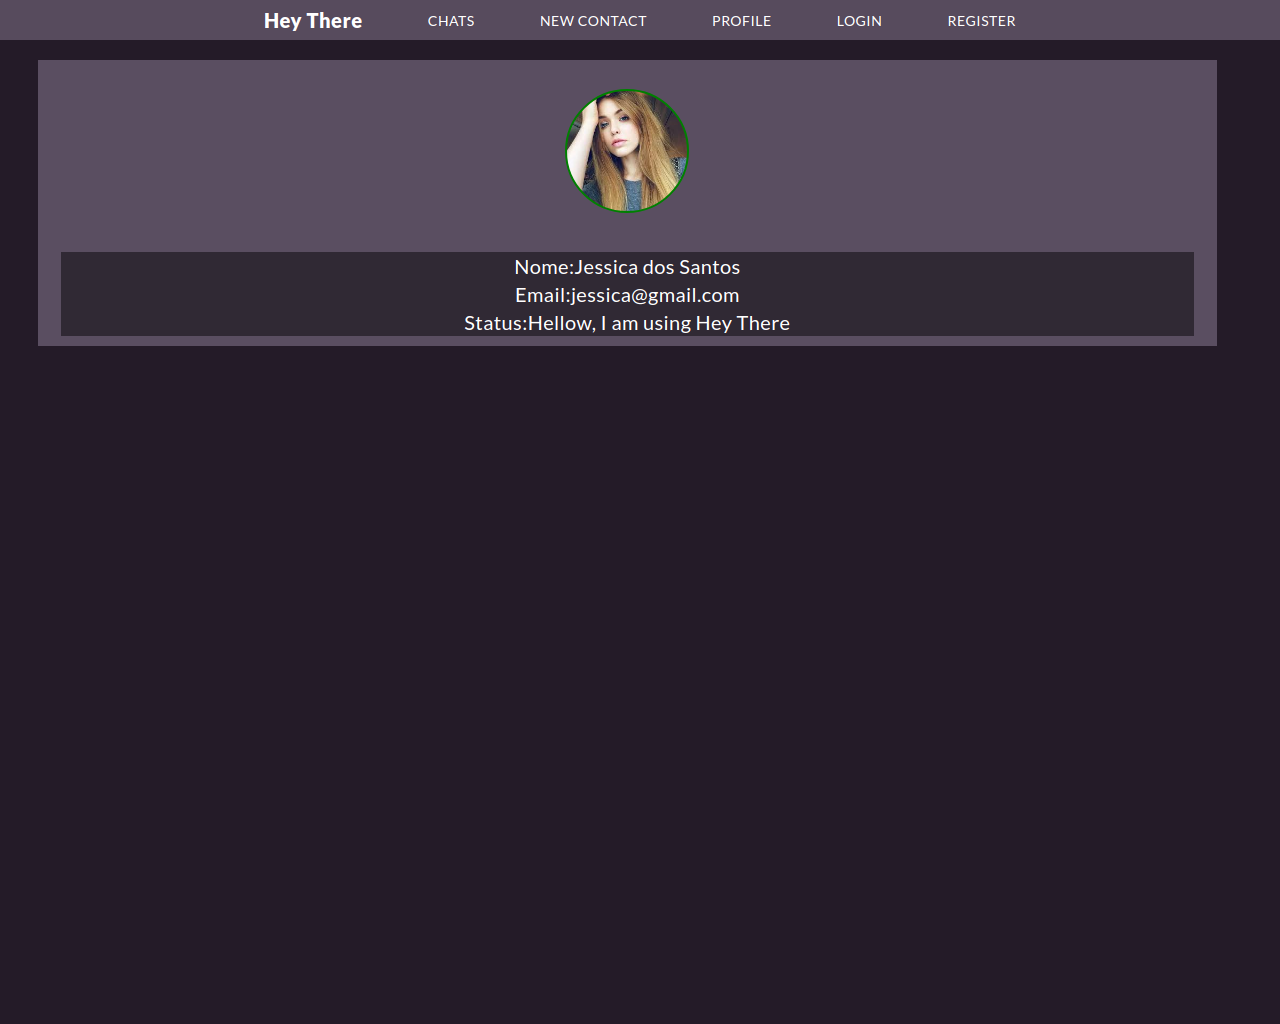 Hey There
CHATS
NEW CONTACT
PROFILE
LOGIN
REGISTER
Nome:Jessica dos Santos
Email:jessica@gmail.com
Status:Hellow, I am using Hey There